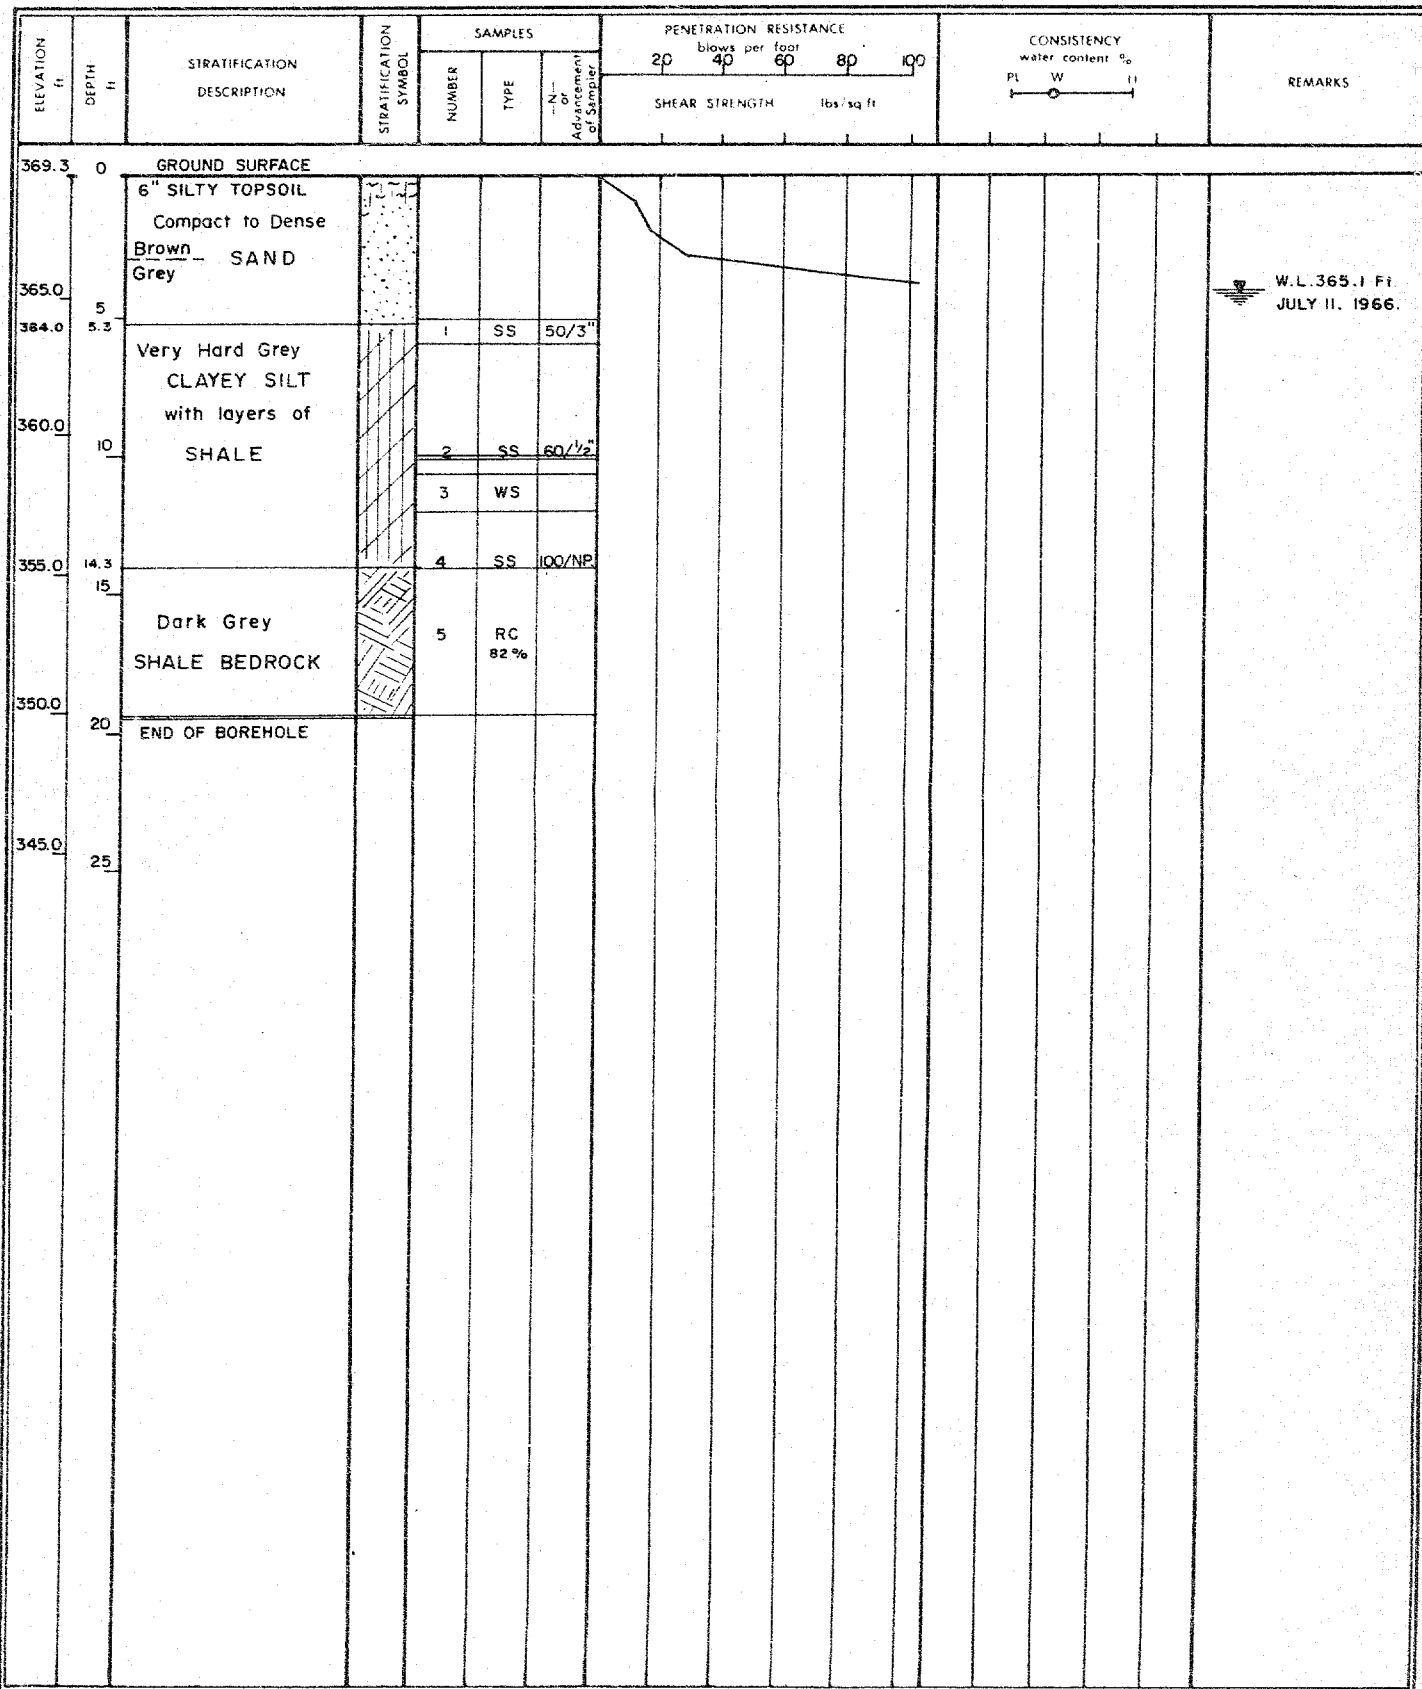 ELEVATION ft
DEPTH ft
STRATIFICATION
DESCRIPTION
STRATIFICATION SYMBOL
SAMPLES
NUMBER
TYPE
—N—
or
Advancement
of Sampler
PENETRATION RESISTANCE
blows per foot
20 40 60 80 100
SHEAR STRENGTH lbs/sq ft
CONSISTENCY
water content %
PL W
REMARKS
369.3 0 GROUND SURFACE
6" SILTY TOPSOIL
Compact to Dense
Brown
SAND
Grey
365.0
W.L. 365.1 Ft.
JULY 11. 1966.
5
364.0 5.3
1 SS 50/3"
Very Hard Grey
CLAYEY SILT
with layers of
360.0
10 SHALE
2 SS 60/½"
3 WS
355.0 14.3
4 SS 100/NP
15
Dark Grey
5 RC
82%
SHALE BEDROCK
350.0
20 END OF BOREHOLE
345.0
25